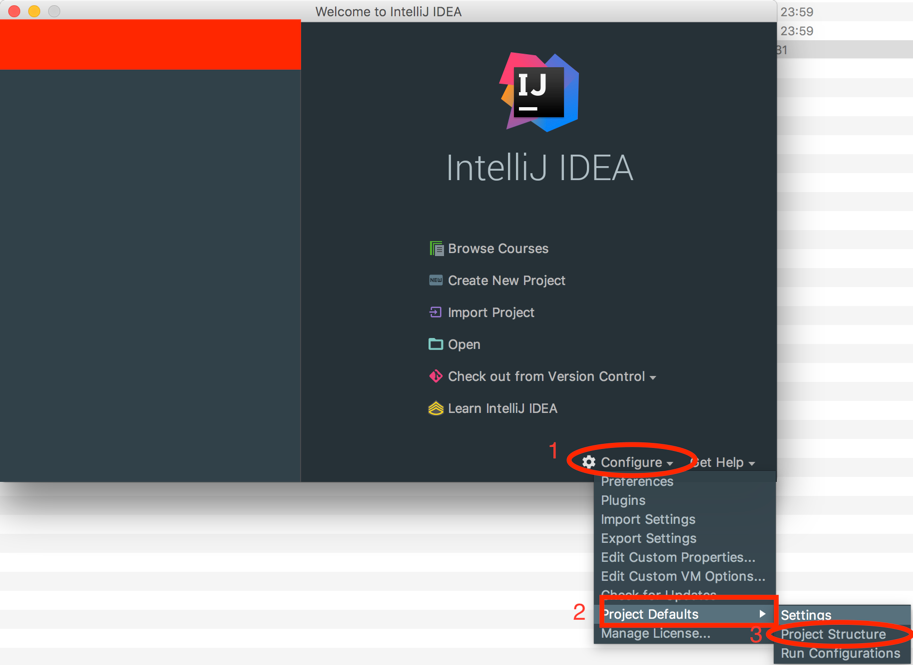 Welcome to IntelliJ IDEA
23:59
23:59
31
IJ
IntelliJ IDEA
Browse Courses
Create New Project
Import Project
Open
Check out from Version Control
Learn IntelliJ IDEA
1
Configure
Get Help
Preferences
Plugins
Import Settings
Export Settings
Edit Custom Properties...
Edit Custom VM Options...
Check for Updates
2
Project Defaults
Settings
Manage License...
3
Project Structure
Run Configurations